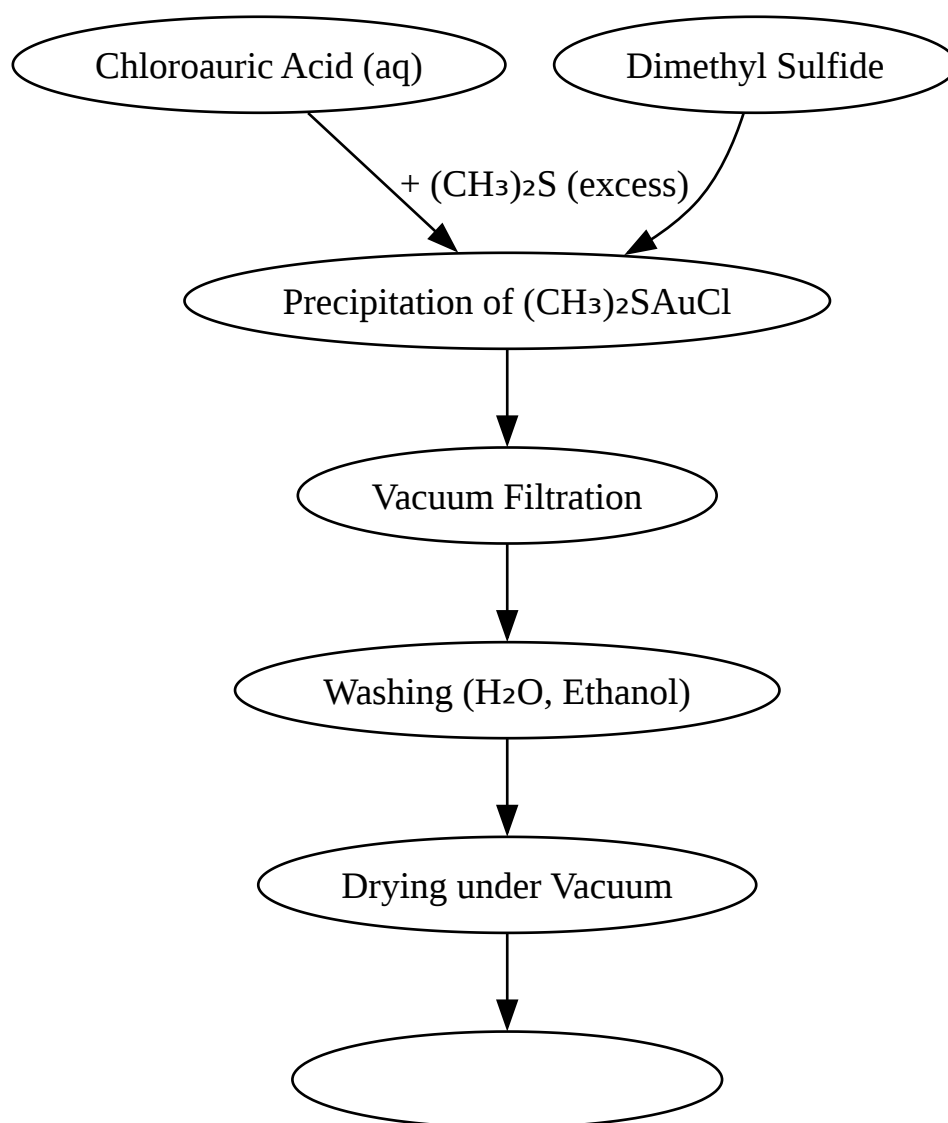 Chloroauric Acid (aq)
Dimethyl Sulfide
+ (CH₃)₂S (excess)
Precipitation of (CH₃)₂SAuCl
Vacuum Filtration
Washing (H₂O, Ethanol)
Drying under Vacuum